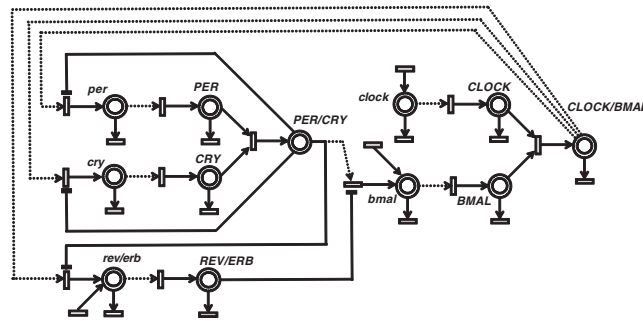 per
PER
PER/CRY
clock
CLOCK
CLOCK/BMAL
cry
CRY
bmal
BMAL
rev/erb
REV/ERB